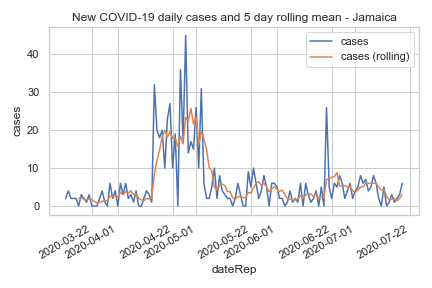 New COVID-19 daily cases and 5 day rolling mean - Jamaica
cases
cases (rolling)
40
30
20
10
0
cases
2020-03-22
2020-04-01
2020-04-22
2020-05-01
2020-05-22
2020-06-01
2020-06-22
2020-07-01
2020-07-22
dateRep